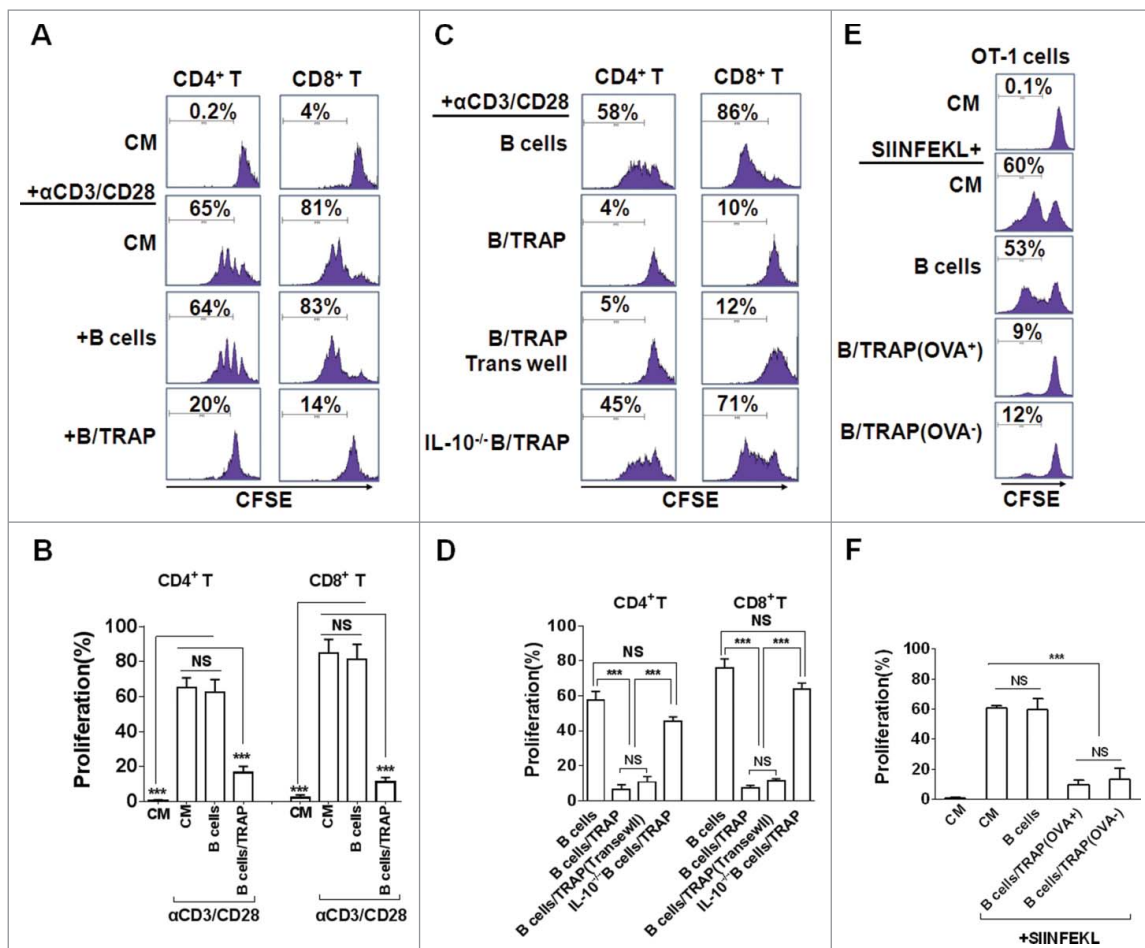 A
CD4+ T CD8+ T
0.2% 4%
CM
+αCD3/CD28
65% 81%
CM
64% 83%
+B cells
20% 14%
+B/TRAP
CFSE
C
CD4+ T CD8+ T
+αCD3/CD28
58% 86%
B cells
4% 10%
B/TRAP
5% 12%
B/TRAP
Trans well
45% 71%
IL-10-/-B/TRAP
CFSE
E
OT-1 cells
0.1%
CM
SIINFEKL+
60%
CM
53%
B cells
9%
B/TRAP(OVA+)
12%
B/TRAP(OVA-)
CFSE
B
CD4+ T CD8+ T
Proliferation(%)
100
80
60
40
20
0
NS NS
*** *** *** ***
CM CM B cells B cells/TRAP CM CM B cells B cells/TRAP
αCD3/CD28 αCD3/CD28
D
CD4+T CD8+T
Proliferation(%)
100
80
60
40
20
0
NS NS
*** *** *** ***
NS NS
B cells B cells/TRAP B cells/TRAP(Transewll) IL-10-/-B cells/TRAP B cells B cells/TRAP B cells/TRAP(Transewll) IL-10-/-B cells/TRAP
F
Proliferation(%)
100
80
60
40
20
0
***
NS
NS
CM CM B cells B cells/TRAP(OVA+) B cells/TRAP(OVA-)
+SIINFEKL